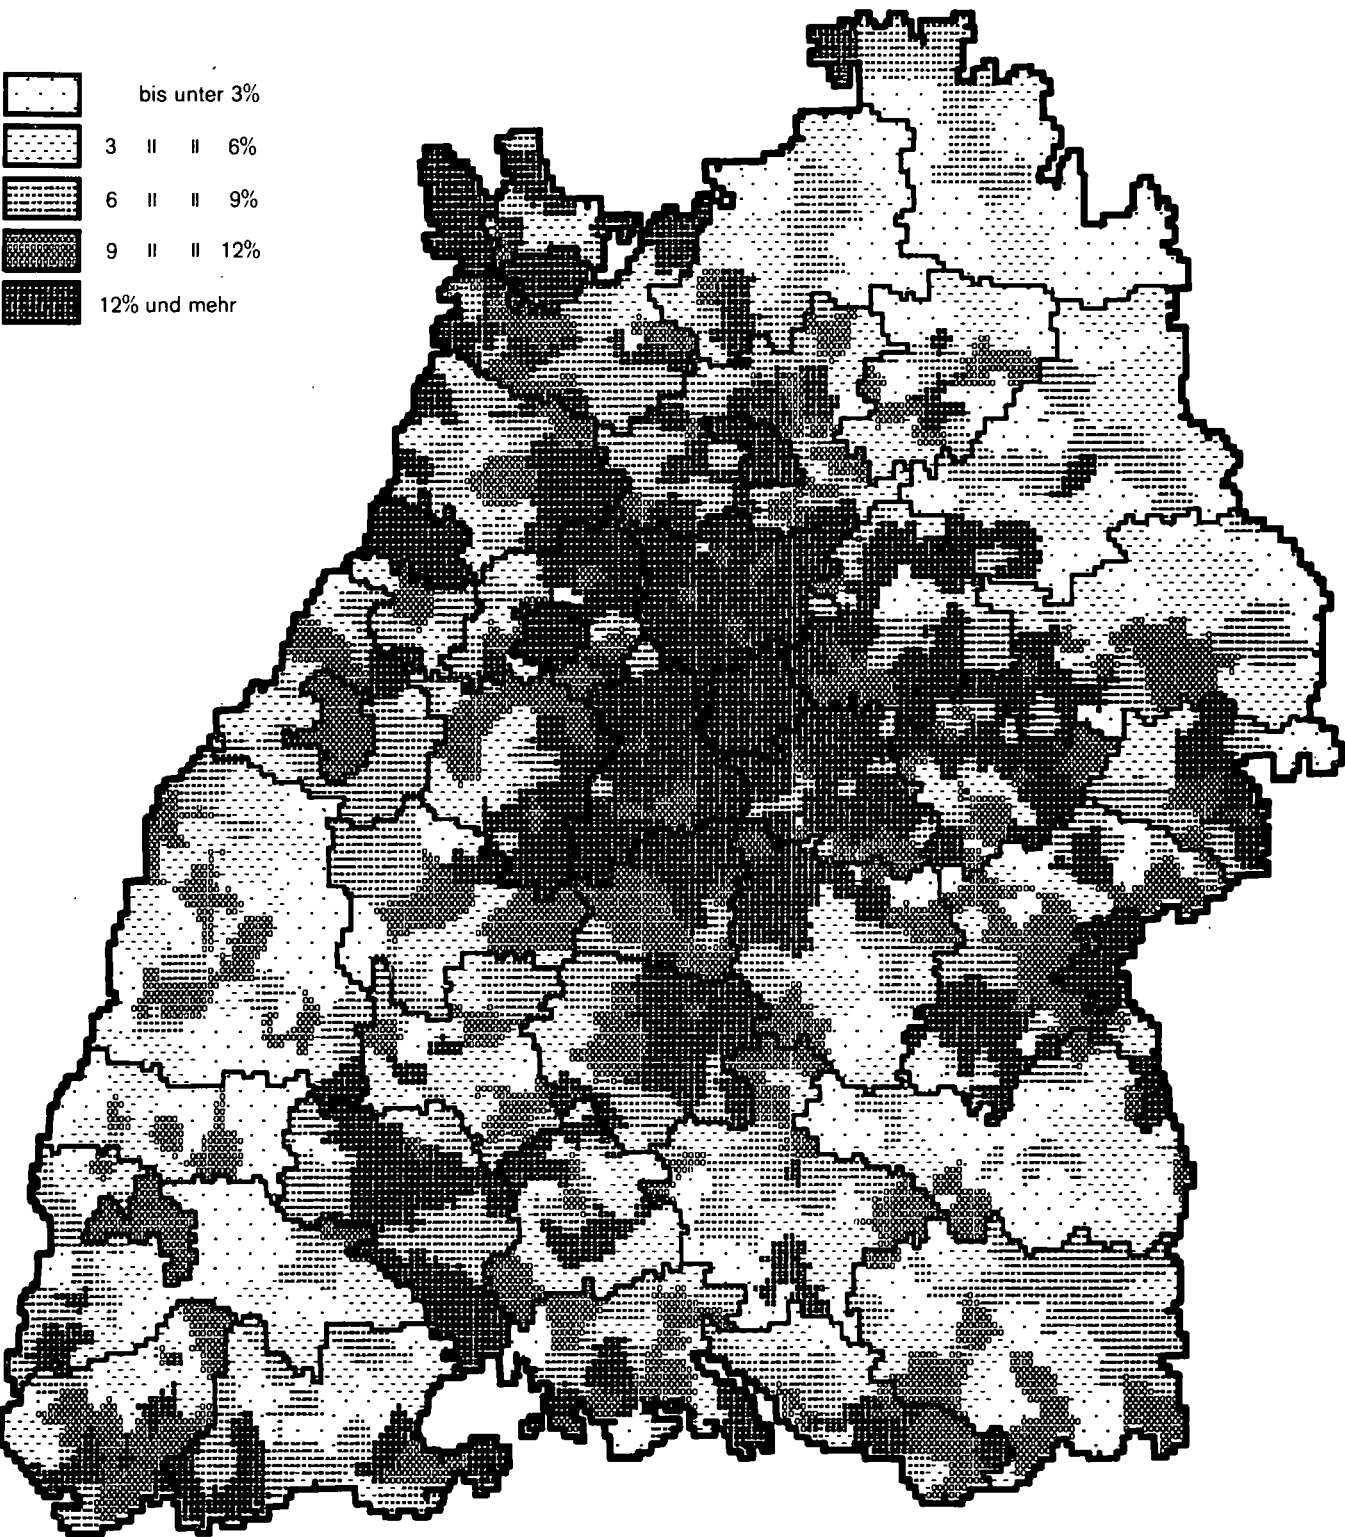 bis unter 3%
3 " " 6%
6 " " 9%
9 " " 12%
12% und mehr